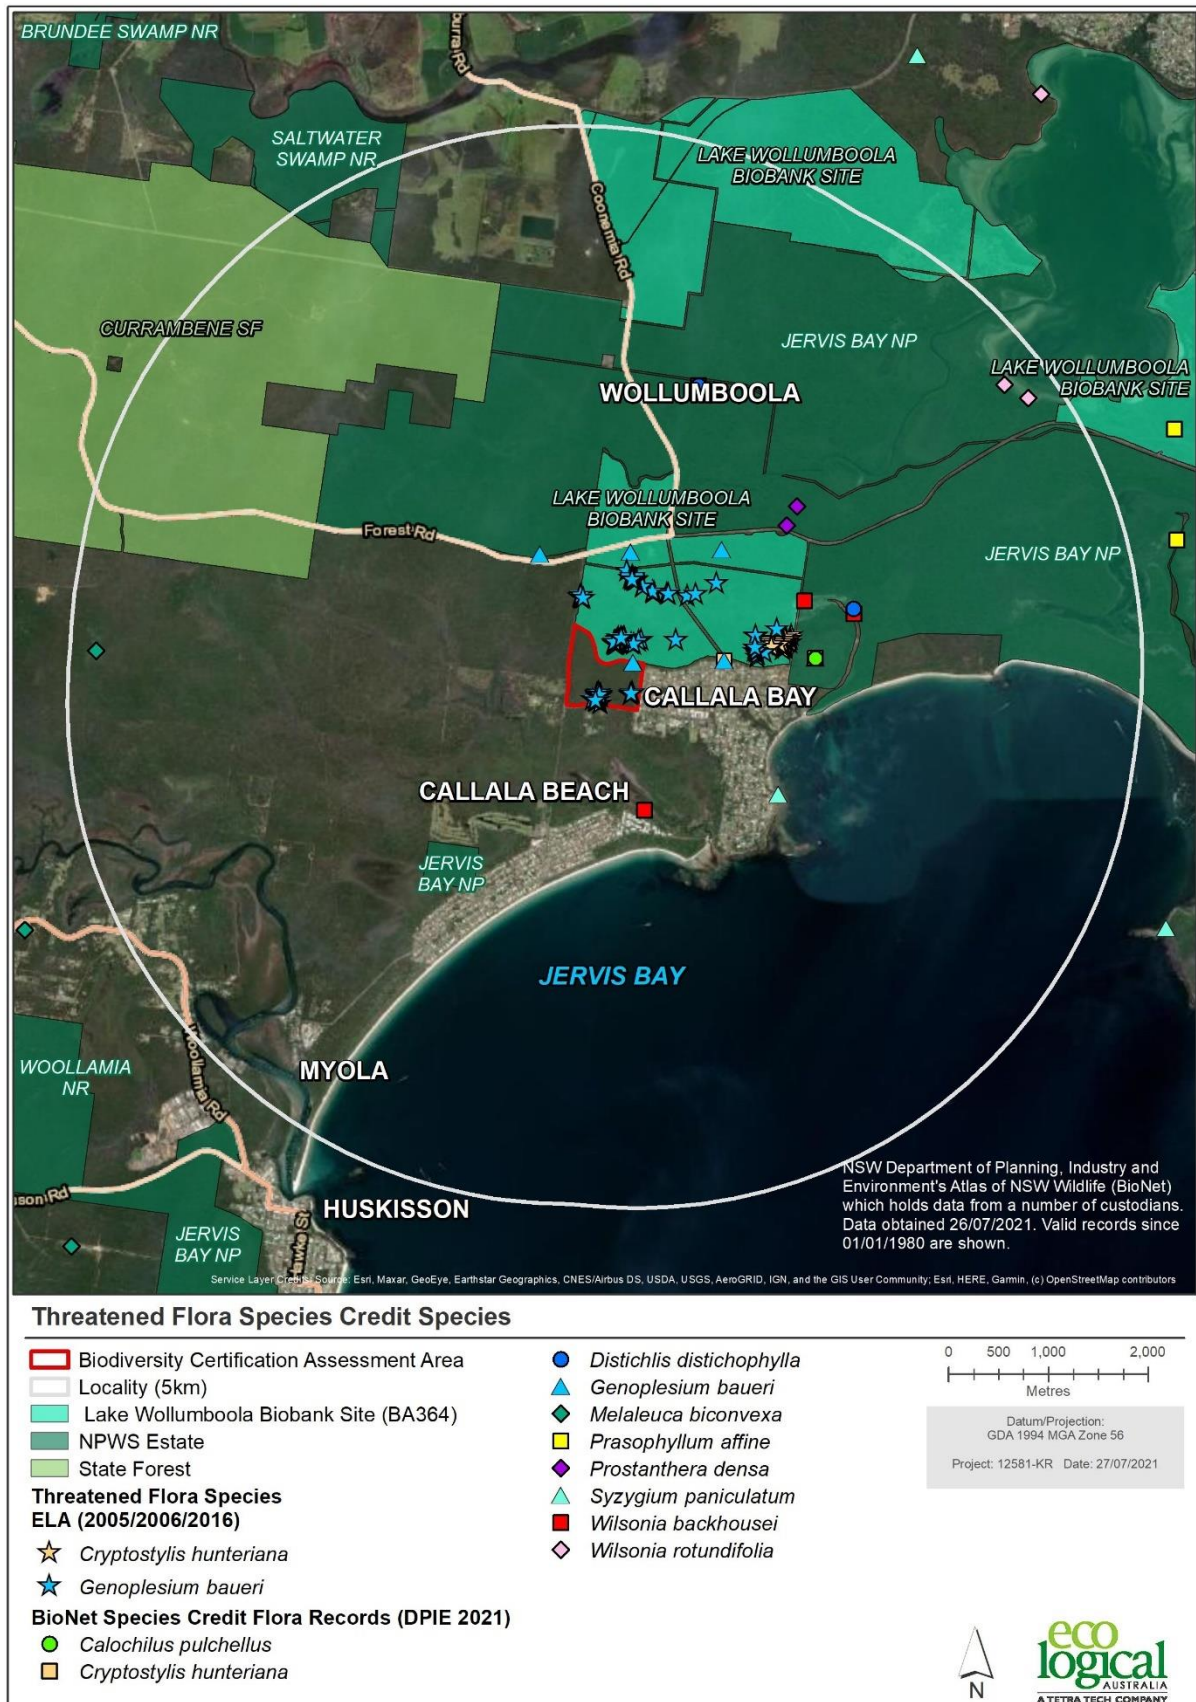 BRUNDEE SWAMP NR
SALTWATER
SWAMP NR
LAKE WOLLUMBOOLA
BIOBANK SITE
Coonemia Rd
CURRAMBENE SF
JERVIS BAY NP
WOLLUMBOOLA
LAKE WOLLUMBOOLA
BIOBANK SITE
LAKE WOLLUMBOOLA
BIOBANK SITE
Forest Rd
JERVIS BAY NP
CALLALA BAY
CALLALA BEACH
JERVIS
BAY NP
JERVIS BAY
WOOLLAMIA
NR
Woollamia Rd
MYOLA
HUSKISSON
Hawke St
JERVIS
BAY NP
NSW Department of Planning, Industry and
Environment's Atlas of NSW Wildlife (BioNet)
which holds data from a number of custodians.
Data obtained 26/07/2021. Valid records since
01/01/1980 are shown.
Service Layer Credits: Source: Esri, Maxar, GeoEye, Earthstar Geographics, CNES/Airbus DS, USDA, USGS, AeroGRID, IGN, and the GIS User Community; Esri, HERE, Garmin, (c) OpenStreetMap contributors
Threatened Flora Species Credit Species
Biodiversity Certification Assessment Area
Locality (5km)
Lake Wollumboola Biobank Site (BA364)
NPWS Estate
State Forest
Threatened Flora Species
ELA (2005/2006/2016)
Cryptostylis hunteriana
Genoplesium baueri
BioNet Species Credit Flora Records (DPIE 2021)
Calochilus pulchellus
Cryptostylis hunteriana
Distichlis distichophylla
Genoplesium baueri
Melaleuca biconvexa
Prasophyllum affine
Prostanthera densa
Syzygium paniculatum
Wilsonia backhousei
Wilsonia rotundifolia
0 500 1,000 2,000
Metres
Datum/Projection:
GDA 1994 MGA Zone 56
Project: 12581-KR Date: 27/07/2021
N
eco
logical
AUSTRALIA
A TETRA TECH COMPANY